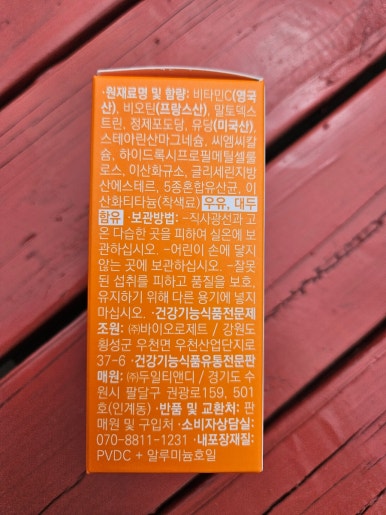 ·원재료명 및 함량: 비타민C(영국
산), 비오틴(프랑스산), 말토덱스
트린, 정제포도당, 유당(미국산),
스테아린산마그네슘, 씨엠씨칼
슘, 하이드록시프로필메틸셀룰
로스, 이산화규소, 글리세린지방
산에스테르, 5종혼합유산균, 이
산화티타늄(착색료) 우유, 대두
함유 ·보관방법: -직사광선과 고
온 다습한 곳을 피하여 실온에 보
관하십시오. -어린이 손에 닿지
않는 곳에 보관하십시오. -잘못
된 섭취를 피하고 품질을 보호,
유지하기 위해 다른 용기에 넣지
마십시오. ·건강기능식품전문제
조원: ㈜바이오로제트 / 강원도
횡성군 우천면 우천산업단지로
37-6 ·건강기능식품유통전문판
매원: ㈜두일티앤디 / 경기도 수
원시 팔달구 권광로159, 501
호(인계동) ·반품 및 교환처: 판
매원 및 구입처 ·소비자상담실:
070-8811-1231 ·내포장재질:
PVDC + 알루미늄호일